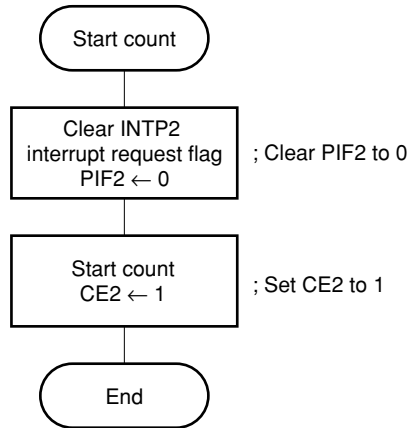 Start count
Clear INTP2
interrupt request flag
PIF2 ← 0
; Clear PIF2 to 0
Start count
CE2 ← 1
; Set CE2 to 1
End